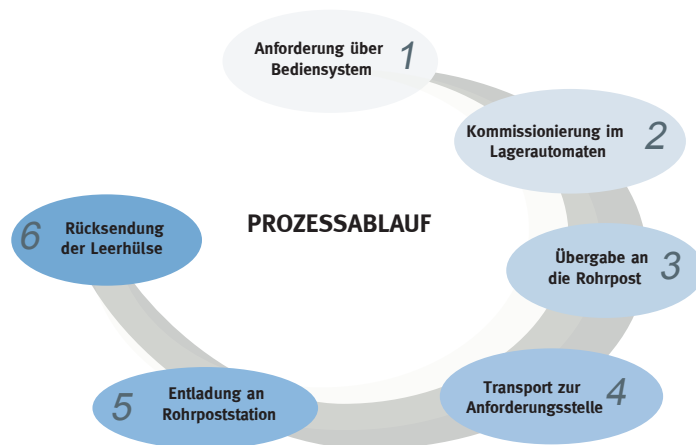 Anforderung über
Bediensystem
1
Kommissionierung im
Lagerautomaten
2
PROZESSABLAUF
Übergabe an
die Rohrpost
3
Transport zur
Anforderungsstelle
4
Entladung an
Rohrpoststation
5
6
Rücksendung
der Leerhülse